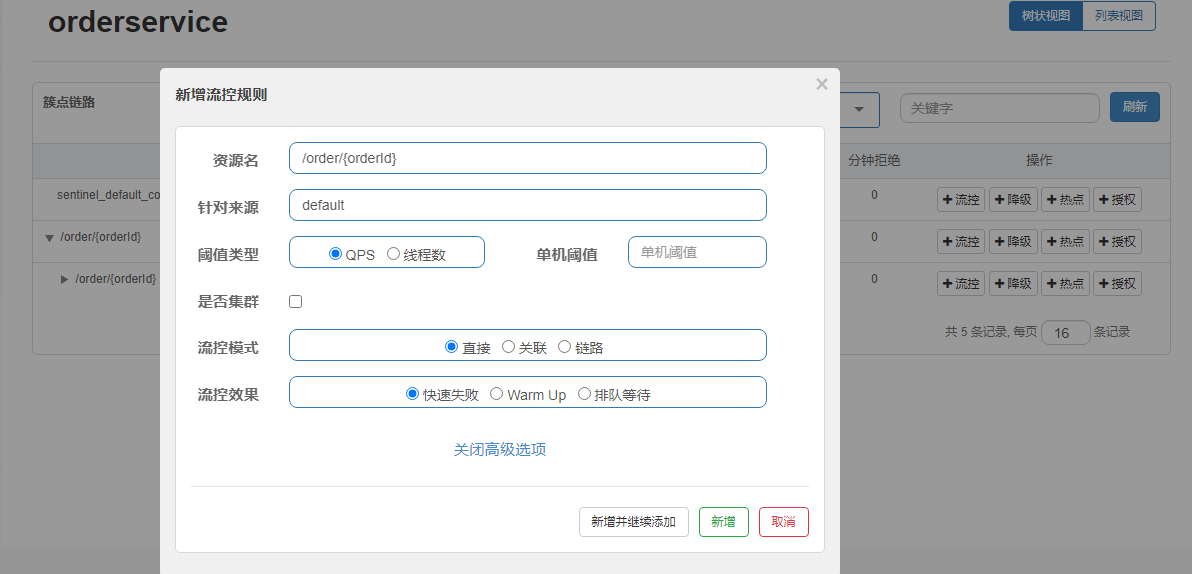 orderservice
树状视图 列表视图
簇点链路
关键字
刷新
分钟拒绝 操作
sentinel_default_co
0 流控 降级 热点 授权
/order/{orderId}
0 流控 降级 热点 授权
/order/{orderId}
0 流控 降级 热点 授权
共 5 条记录, 每页 16 条记录
新增流控规则
×
资源名 /order/{orderId}
针对来源 default
阈值类型 QPS 线程数 单机阈值 单机阈值
是否集群
流控模式 直接 关联 链路
流控效果 快速失败 Warm Up 排队等待
关闭高级选项
新增并继续添加 新增 取消